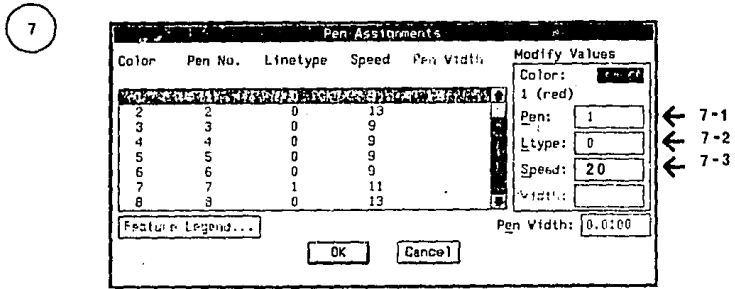 7
Pen Assignments
Color Pen No. Linetype Speed Pen Width
2 2 0 13
3 3 0 9
4 4 0 9
5 5 0 9
6 6 0 9
7 7 1 11
8 8 0 13
Feature Legend...
Modify Values
Color:
1 (red)
Pen: 1
Ltype: 0
Speed: 20
Width:
Pen Width: 0.0100
OK Cancel
7-1
7-2
7-3